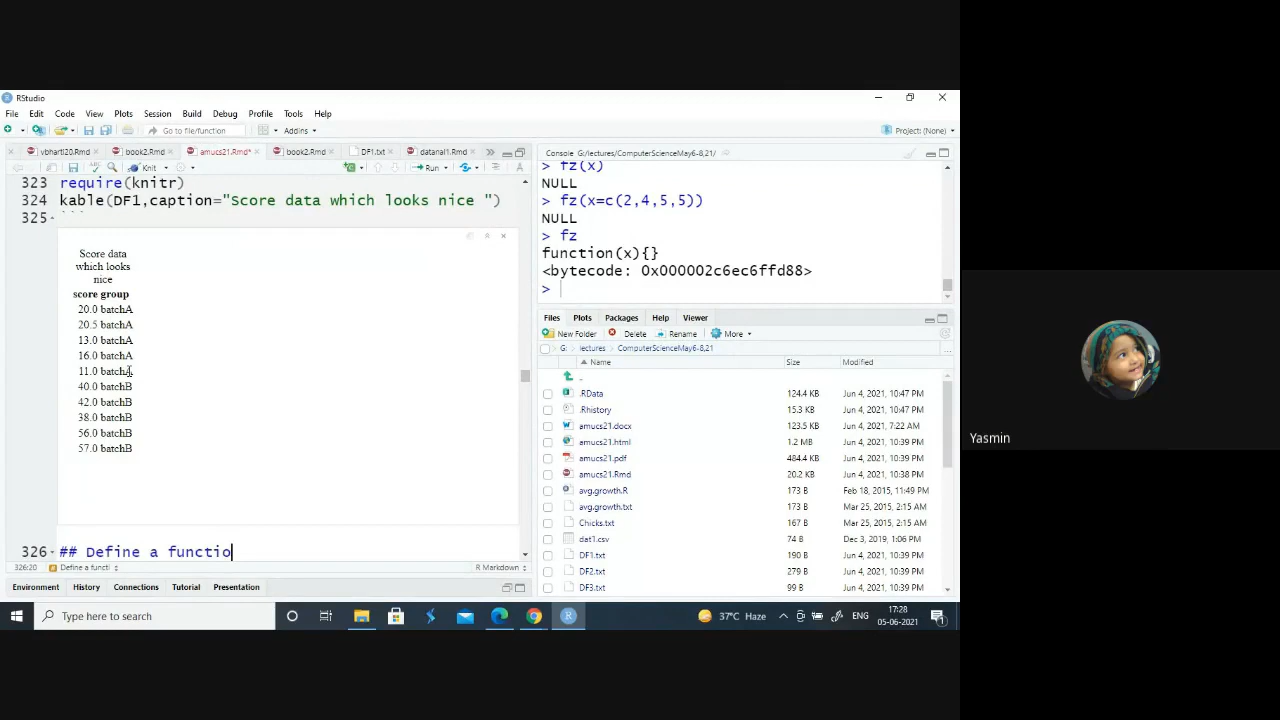 RStudio
File Edit Code View Plots Session Build Debug Profile Tools Help
Go to file/function Addins Project: (None)
vbharti20.Rmd book2.Rmd amucs21.Rmd* book2.Rmd DF1.txt datanal1.Rmd
Knit Run
323 require(knitr)
324 kable(DF1,caption="Score data which looks nice ")
325 ```
Score data
which looks
nice
score group
20.0 batchA
20.5 batchA
13.0 batchA
16.0 batchA
11.0 batchA
40.0 batchB
42.0 batchB
38.0 batchB
56.0 batchB
57.0 batchB
326 ## Define a functio
326:20 Define a functi R Markdown
Environment History Connections Tutorial Presentation
Console G:/lectures/ComputerScienceMay6-8,21/
> fz(x)
NULL
> fz(x=c(2,4,5,5))
NULL
> fz
function(x){}
<bytecode: 0x000002c6ec6ffd88>
>
Files Plots Packages Help Viewer
New Folder Delete Rename More
G: lectures ComputerScienceMay6-8,21 ...
Name Size Modified
..
.RData 124.4 KB Jun 4, 2021, 10:47 PM
.Rhistory 15.3 KB Jun 4, 2021, 10:47 PM
amucs21.docx 123.5 KB Jun 4, 2021, 7:22 AM
amucs21.html 1.2 MB Jun 4, 2021, 10:39 PM
amucs21.pdf 484.4 KB Jun 4, 2021, 10:39 PM
amucs21.Rmd 20.2 KB Jun 4, 2021, 10:38 PM
avg.growth.R 173 B Feb 18, 2015, 11:49 PM
avg.growth.txt 173 B Mar 25, 2015, 2:15 AM
Chicks.txt 167 B Mar 25, 2015, 2:15 AM
dat1.csv 74 B Dec 3, 2019, 1:06 PM
DF1.txt 190 B Jun 4, 2021, 10:39 PM
DF2.txt 279 B Jun 4, 2021, 10:39 PM
DF3.txt 99 B Jun 4, 2021, 10:39 PM
Type here to search
37°C Haze ENG 17:28
05-06-2021
1
Yasmin